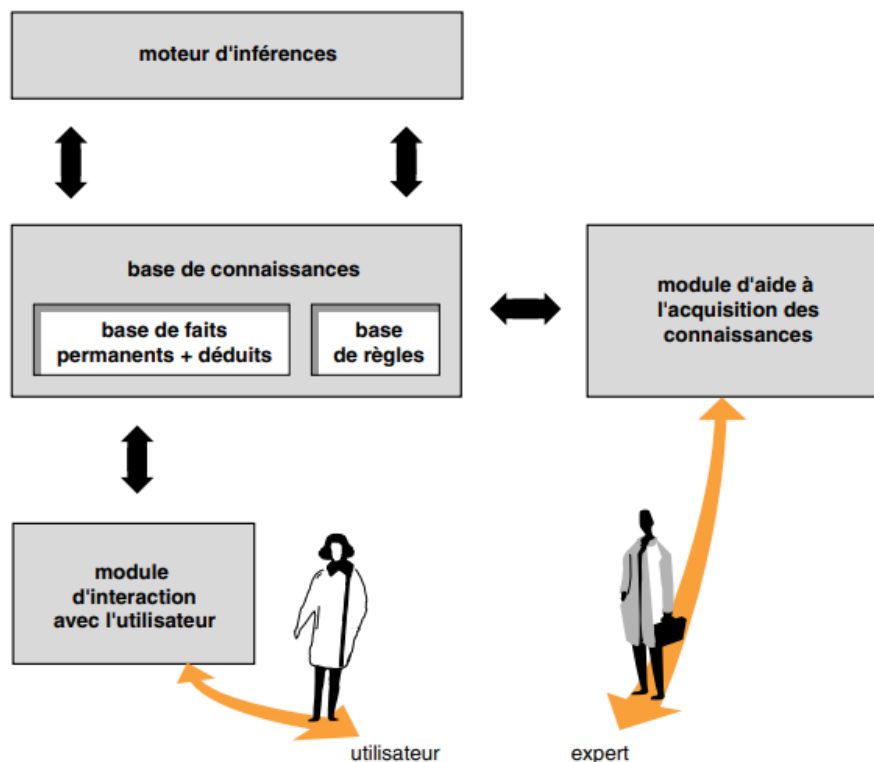 moteur d'inférences
base de connaissances
base de faits
permanents + déduits
base
de règles
module d'aide à
l'acquisition des
connaissances
module
d'interaction
avec l'utilisateur
utilisateur
expert